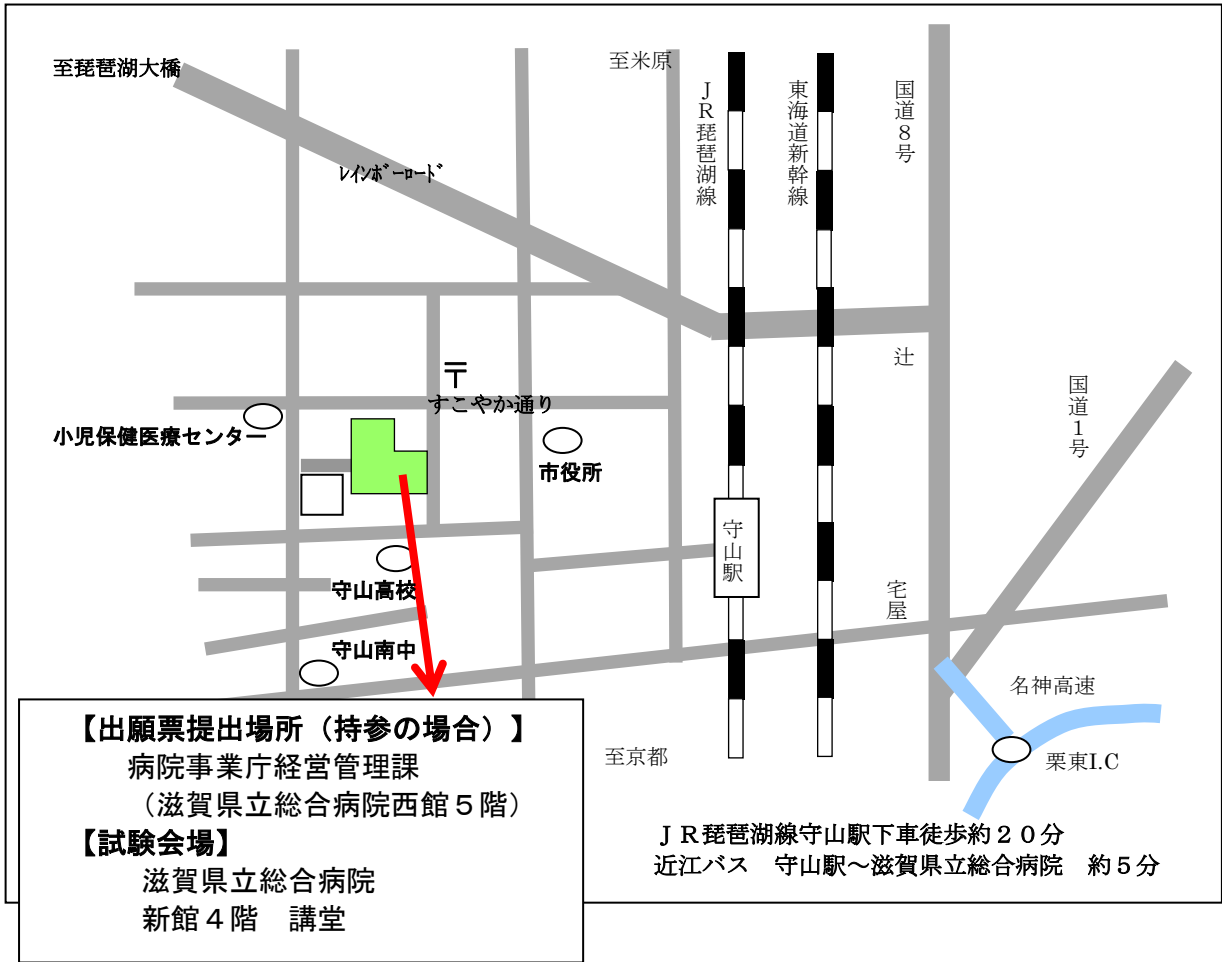 至琵琶湖大橋
至米原
JR琵琶湖線
東海道新幹線
国道８号
ﾚｲﾝﾎﾞｰﾛｰﾄﾞ
辻
国道１号
〒
すこやか通り
小児保健医療センター
市役所
守山駅
守山高校
宅屋
守山南中
名神高速
栗東I.C
至京都
【出願票提出場所（持参の場合）】
病院事業庁経営管理課
（滋賀県立総合病院西館５階）
【試験会場】
滋賀県立総合病院
新館４階　講堂
ＪＲ琵琶湖線守山駅下車徒歩約２０分
近江バス　守山駅～滋賀県立総合病院　約５分